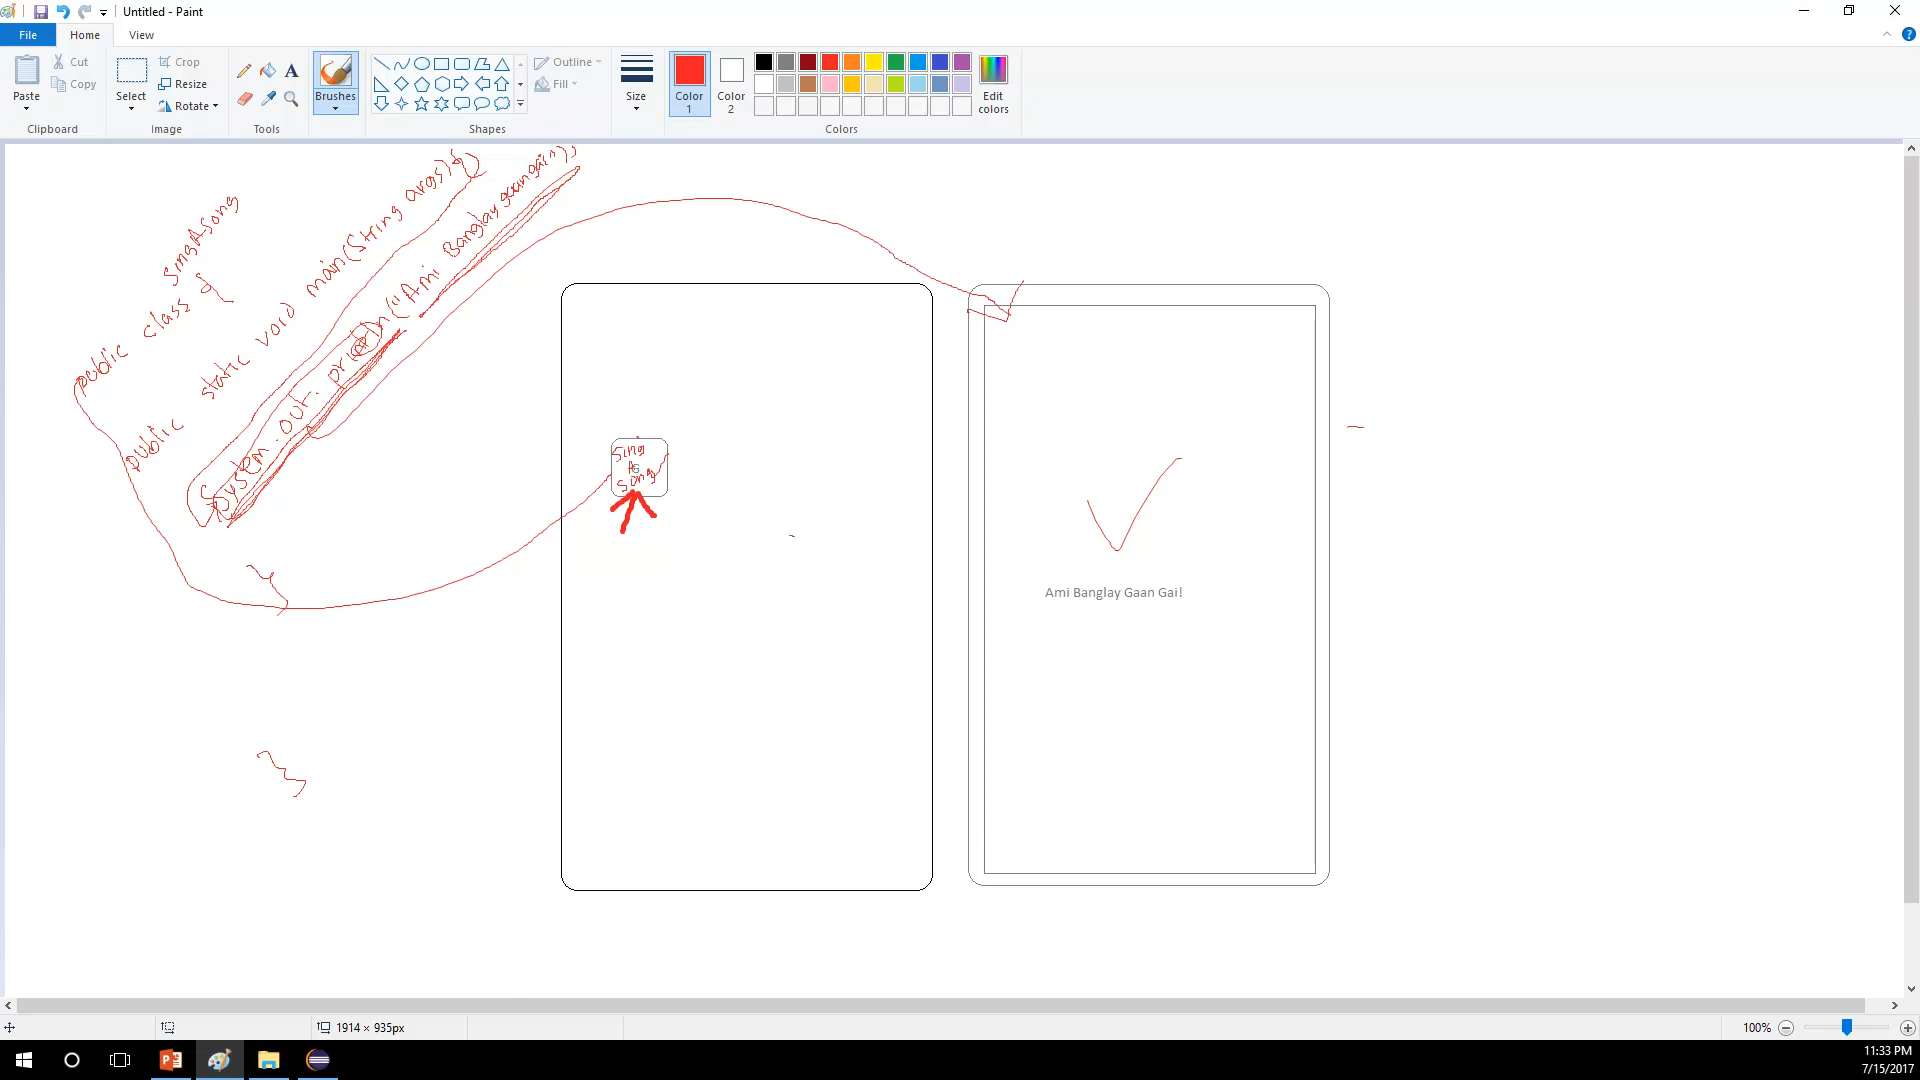 Untitled - Paint
File
Home
View
Paste
Cut
Copy
Clipboard
Select
Crop
Resize
Rotate
Image
A
Tools
Brushes
Shapes
Outline
Fill
Size
Color 1
Color 2
Edit colors
Colors
public class SingASong {
public static void main(String args){
System.out.println("Ami Banglay gaan gai");
}
}
Sing
A
Song
Ami Banglay Gaan Gai!
1914 × 935px
100%
11:33 PM
7/15/2017